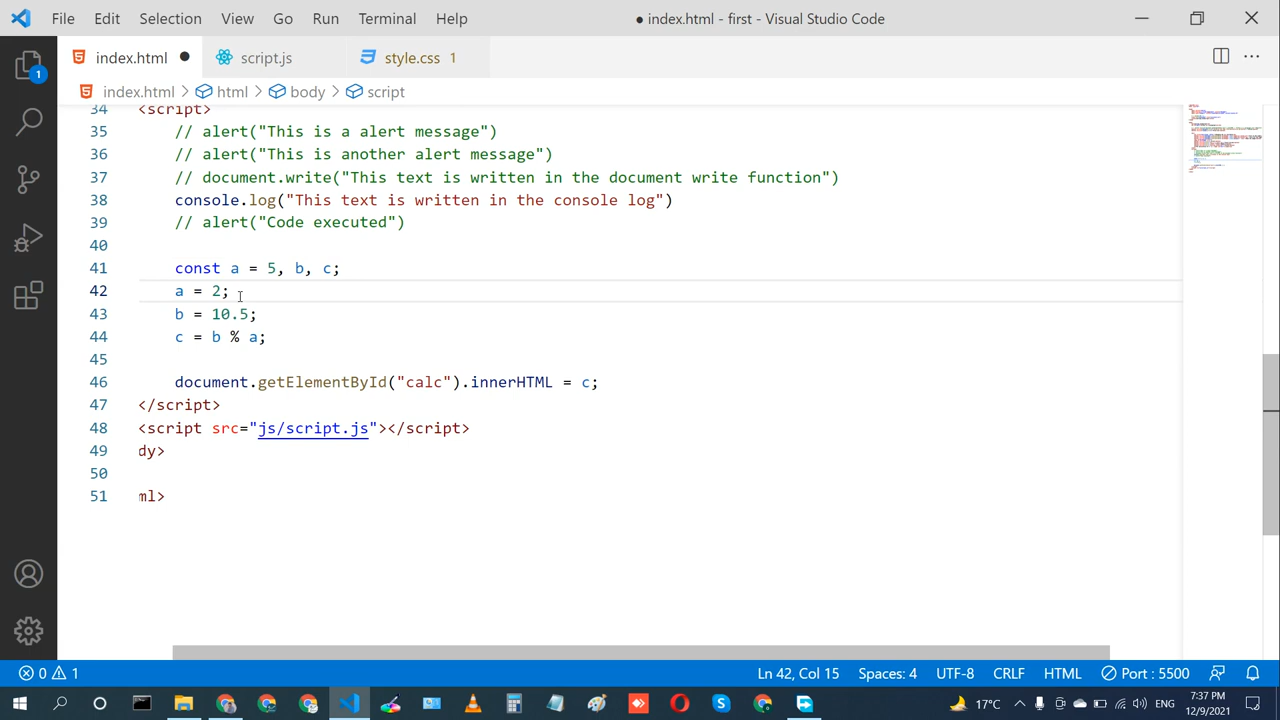 File Edit Selection View Go Run Terminal Help ● index.html - first - Visual Studio Code
index.html ● script.js style.css 1
index.html > html > body > script
34 <script>
35 // alert("This is a alert message")
36 // alert("This is another alert message")
37 // document.write("This text is written in the document write function")
38 console.log("This text is written in the console log")
39 // alert("Code executed")
40
41 const a = 5, b, c;
42 a = 2;
43 b = 10.5;
44 c = b % a;
45
46 document.getElementById("calc").innerHTML = c;
47 </script>
48 <script src="js/script.js"></script>
49 dy>
50
51 ml>
1
0 1 Ln 42, Col 15 Spaces: 4 UTF-8 CRLF HTML Port : 5500
17°C ENG 7:37 PM
12/9/2021